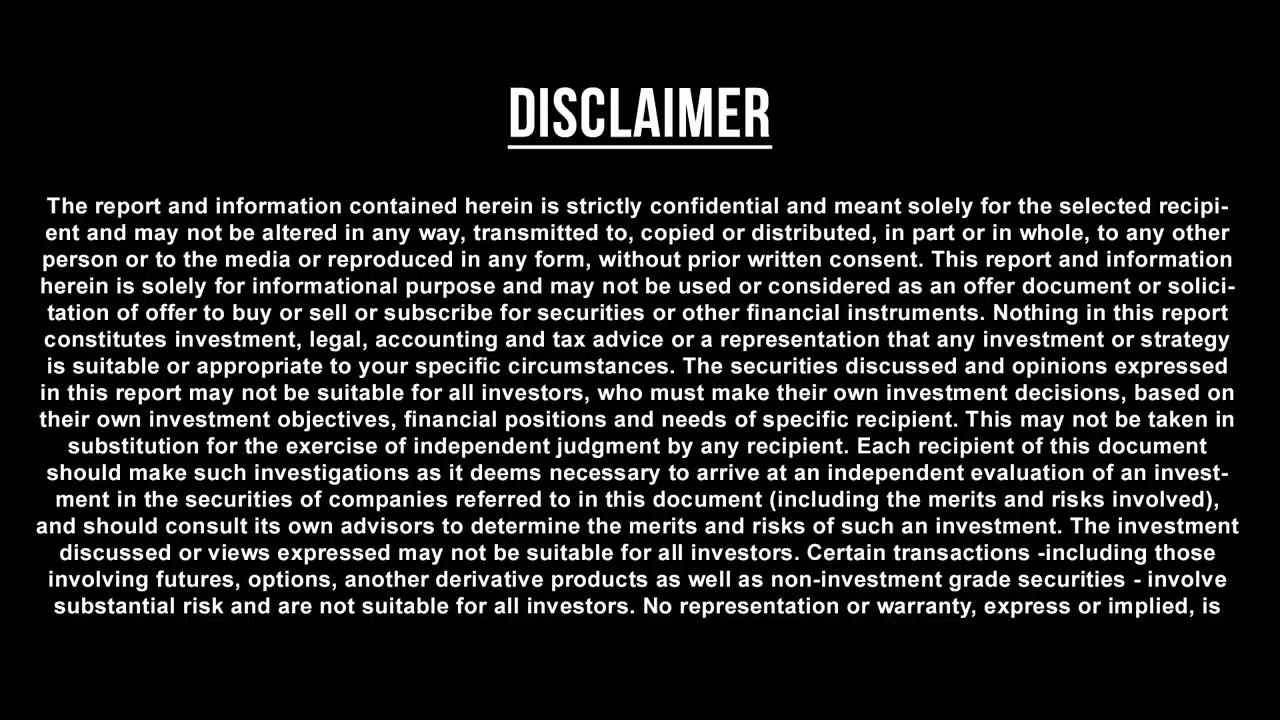 DISCLAIMER
The report and information contained herein is strictly confidential and meant solely for the selected recipi-
ent and may not be altered in any way, transmitted to, copied or distributed, in part or in whole, to any other
person or to the media or reproduced in any form, without prior written consent. This report and information
herein is solely for informational purpose and may not be used or considered as an offer document or solici-
tation of offer to buy or sell or subscribe for securities or other financial instruments. Nothing in this report
constitutes investment, legal, accounting and tax advice or a representation that any investment or strategy
is suitable or appropriate to your specific circumstances. The securities discussed and opinions expressed
in this report may not be suitable for all investors, who must make their own investment decisions, based on
their own investment objectives, financial positions and needs of specific recipient. This may not be taken in
substitution for the exercise of independent judgment by any recipient. Each recipient of this document
should make such investigations as it deems necessary to arrive at an independent evaluation of an invest-
ment in the securities of companies referred to in this document (including the merits and risks involved),
and should consult its own advisors to determine the merits and risks of such an investment. The investment
discussed or views expressed may not be suitable for all investors. Certain transactions -including those
involving futures, options, another derivative products as well as non-investment grade securities - involve
substantial risk and are not suitable for all investors. No representation or warranty, express or implied, is